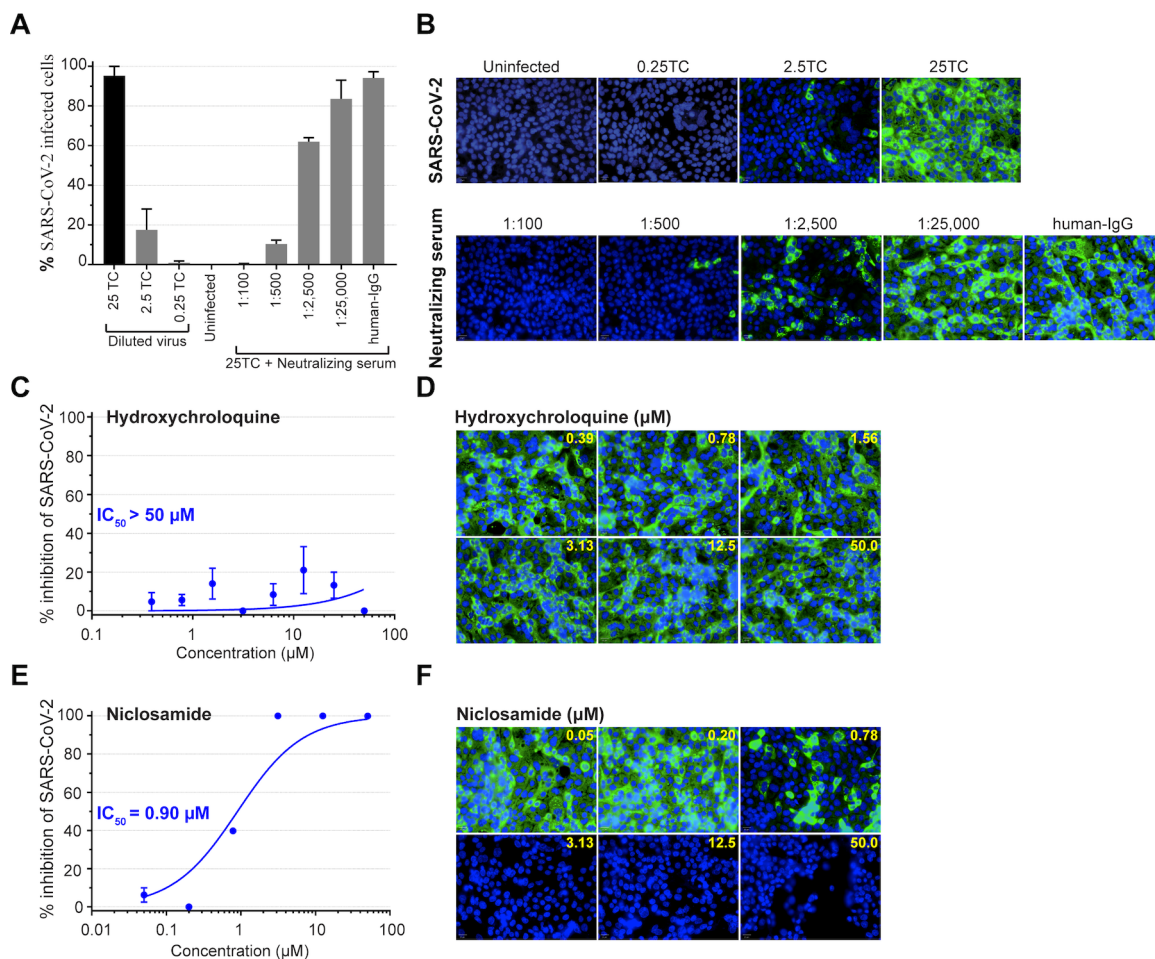 A
% SARS-CoV-2 infected cells
100
80
60
40
20
0
25 TC
2.5 TC
0.25 TC
Uninfected
1:100
1:500
1:2,500
1:25,000
human-IgG
Diluted virus
25TC + Neutralizing serum
B
Uninfected
0.25TC
2.5TC
25TC
SARS-CoV-2
1:100
1:500
1:2,500
1:25,000
human-IgG
Neutralizing serum
C
Hydroxychroloquine
% inhibition of SARS-CoV-2
100
80
60
40
20
0
IC50 > 50 µM
0.1
1
10
100
Concentration (µM)
D
Hydroxychroloquine (µM)
0.39
0.78
1.56
3.13
12.5
50.0
E
Niclosamide
% inhibition of SARS-CoV-2
100
80
60
40
20
0
IC50 = 0.90 µM
0.01
0.1
1
10
100
Concentration (µM)
F
Niclosamide (µM)
0.05
0.20
0.78
3.13
12.5
50.0